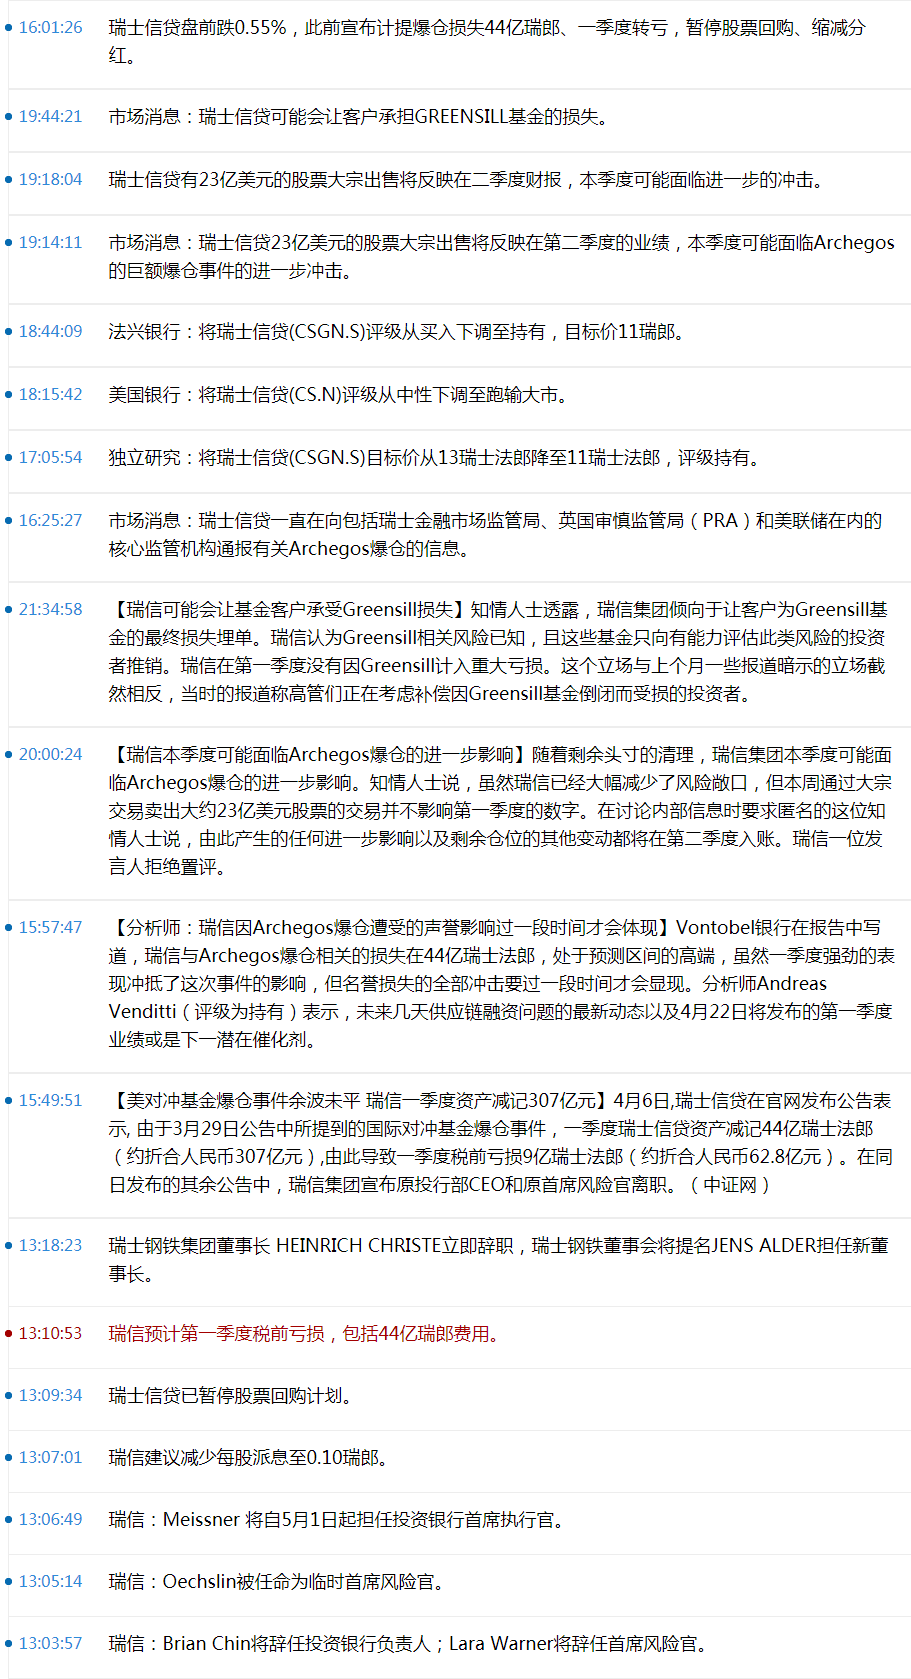 16:01:26 瑞士信贷盘前跌0.55%，此前宣布计提爆仓损失44亿瑞郎、一季度转亏，暂停股票回购、缩减分
红。
19:44:21 市场消息：瑞士信贷可能会让客户承担GREENSILL基金的损失。
19:18:04 瑞士信贷有23亿美元的股票大宗出售将反映在二季度财报，本季度可能面临进一步的冲击。
19:14:11 市场消息：瑞士信贷23亿美元的股票大宗出售将反映在第二季度的业绩，本季度可能面临Archegos
的巨额爆仓事件的进一步冲击。
18:44:09 法兴银行：将瑞士信贷(CSGN.S)评级从买入下调至持有，目标价11瑞郎。
18:15:42 美国银行：将瑞士信贷(CS.N)评级从中性下调至跑输大市。
17:05:54 独立研究：将瑞士信贷(CSGN.S)目标价从13瑞士法郎降至11瑞士法郎，评级持有。
16:25:27 市场消息：瑞士信贷一直在向包括瑞士金融市场监管局、英国审慎监管局（PRA）和美联储在内的
核心监管机构通报有关Archegos爆仓的信息。
21:34:58 【瑞信可能会让基金客户承受Greensill损失】知情人士透露，瑞信集团倾向于让客户为Greensill基
金的最终损失埋单。瑞信认为Greensill相关风险已知，且这些基金只向有能力评估此类风险的投资
者推销。瑞信在第一季度没有因Greensill计入重大亏损。这个立场与上个月一些报道暗示的立场截
然相反，当时的报道称高管们正在考虑补偿因Greensill基金倒闭而受损的投资者。
20:00:24 【瑞信本季度可能面临Archegos爆仓的进一步影响】随着剩余头寸的清理，瑞信集团本季度可能面
临Archegos爆仓的进一步影响。知情人士说，虽然瑞信已经大幅减少了风险敞口，但本周通过大宗
交易卖出大约23亿美元股票的交易并不影响第一季度的数字。在讨论内部信息时要求匿名的这位知
情人士说，由此产生的任何进一步影响以及剩余仓位的其他变动都将在第二季度入账。瑞信一位发
言人拒绝置评。
15:57:47 【分析师：瑞信因Archegos爆仓遭受的声誉影响过一段时间才会体现】Vontobel银行在报告中写
道，瑞信与Archegos爆仓相关的损失在44亿瑞士法郎，处于预测区间的高端，虽然一季度强劲的表
现冲抵了这次事件的影响，但名誉损失的全部冲击要过一段时间才会显现。分析师Andreas
Venditti（评级为持有）表示，未来几天供应链融资问题的最新动态以及4月22日将发布的第一季度
业绩或是下一潜在催化剂。
15:49:51 【美对冲基金爆仓事件余波未平 瑞信一季度资产减记307亿元】4月6日,瑞士信贷在官网发布公告表
示, 由于3月29日公告中所提到的国际对冲基金爆仓事件，一季度瑞士信贷资产减记44亿瑞士法郎
（约折合人民币307亿元）,由此导致一季度税前亏损9亿瑞士法郎（约折合人民币62.8亿元）。在同
日发布的其余公告中，瑞信集团宣布原投行部CEO和原首席风险官离职。（中证网）
13:18:23 瑞士钢铁集团董事长 HEINRICH CHRISTE立即辞职，瑞士钢铁董事会将提名JENS ALDER担任新董
事长。
13:10:53 瑞信预计第一季度税前亏损，包括44亿瑞郎费用。
13:09:34 瑞士信贷已暂停股票回购计划。
13:07:01 瑞信建议减少每股派息至0.10瑞郎。
13:06:49 瑞信：Meissner 将自5月1日起担任投资银行首席执行官。
13:05:14 瑞信：Oechslin被任命为临时首席风险官。
13:03:57 瑞信：Brian Chin将辞任投资银行负责人；Lara Warner将辞任首席风险官。